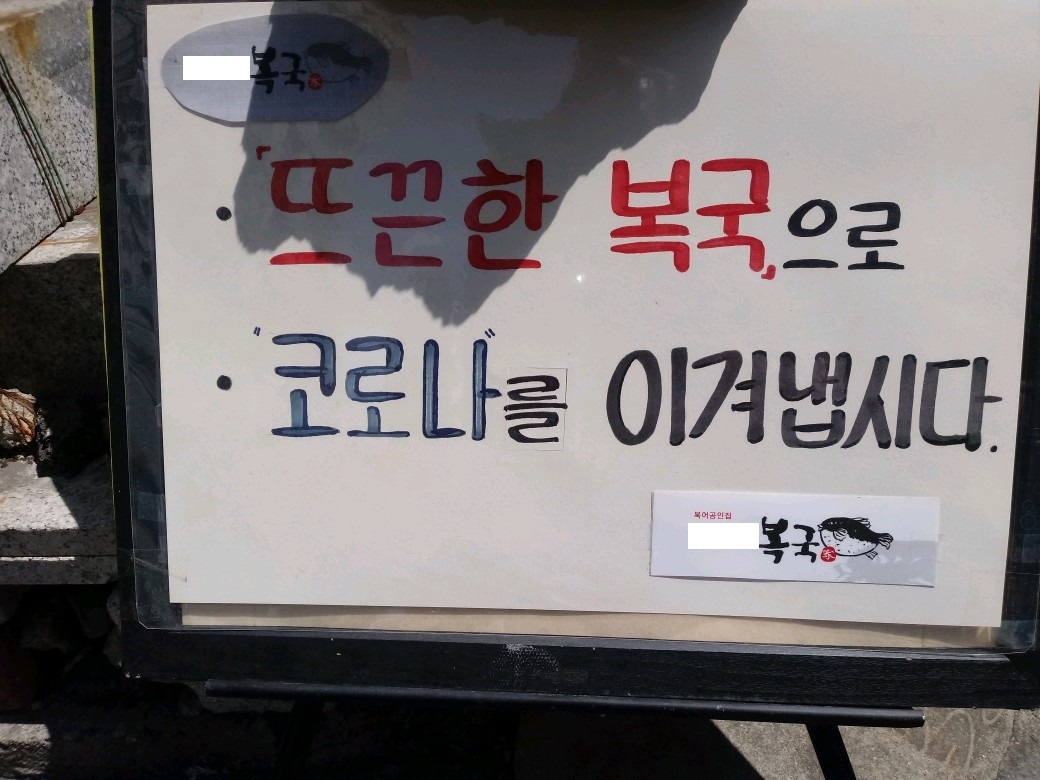 복국
• 「뜨끈한 복국」으로
• "코로나"를 이겨냅시다.
복어공인집
복국